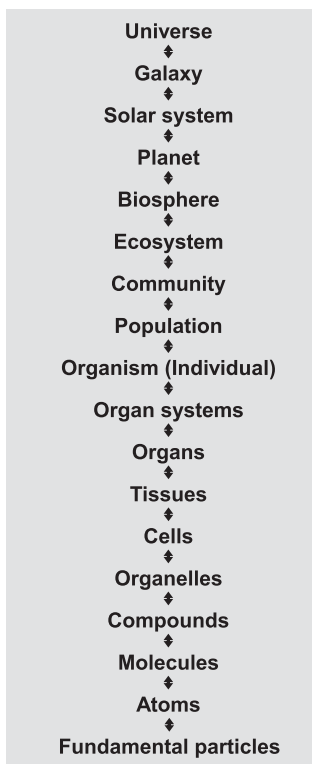 Universe
Galaxy
Solar system
Planet
Biosphere
Ecosystem
Community
Population
Organism (Individual)
Organ systems
Organs
Tissues
Cells
Organelles
Compounds
Molecules
Atoms
Fundamental particles